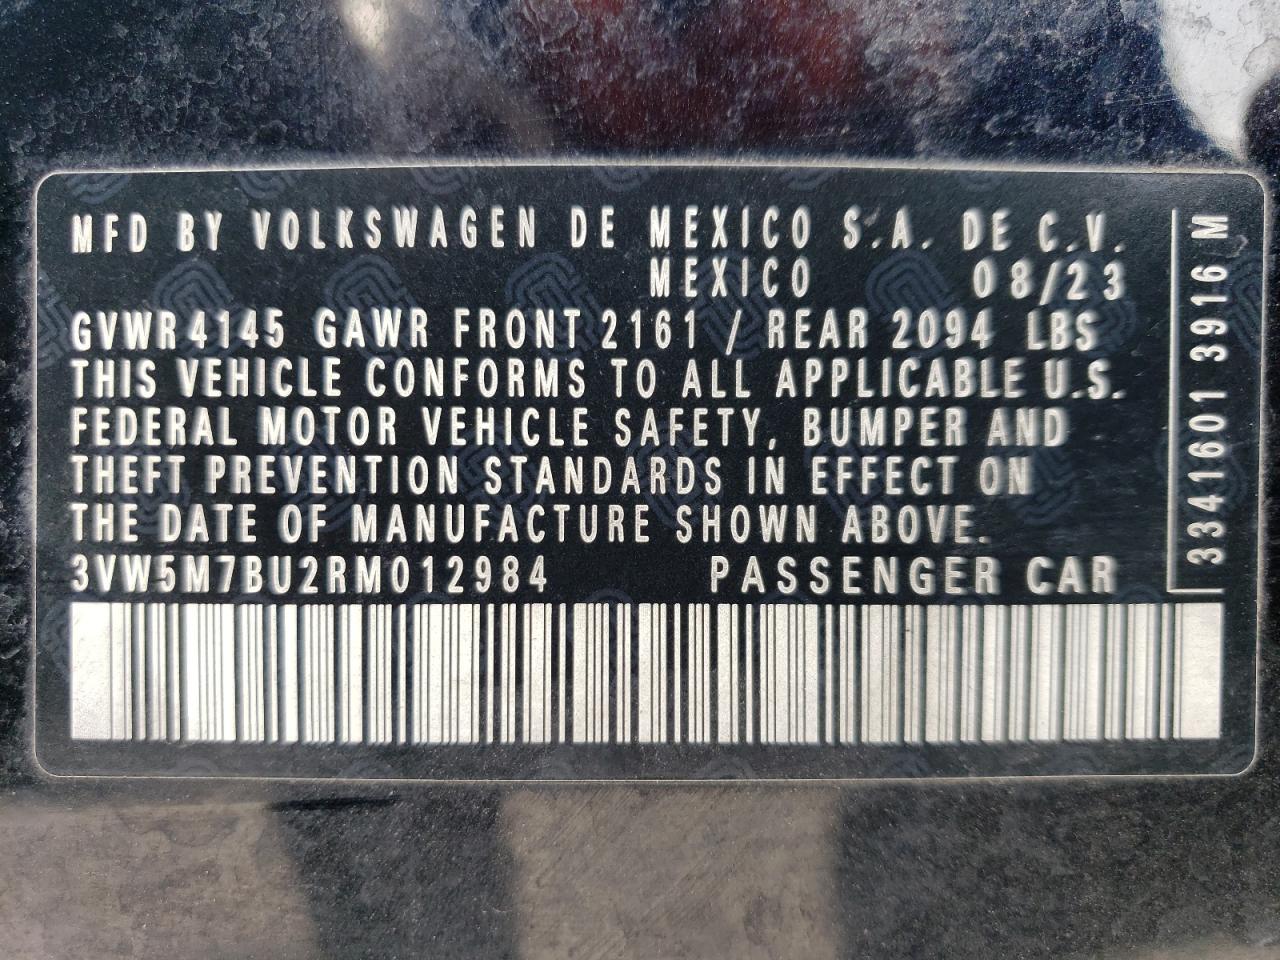 MFD BY VOLKSWAGEN DE MEXICO S.A. DE C.V.
MEXICO 08/23
GVWR 4145 GAWR FRONT 2161 / REAR 2094 LBS
THIS VEHICLE CONFORMS TO ALL APPLICABLE U.S.
FEDERAL MOTOR VEHICLE SAFETY, BUMPER AND
THEFT PREVENTION STANDARDS IN EFFECT ON
THE DATE OF MANUFACTURE SHOWN ABOVE.
3VW5M7BU2RM012984 PASSENGER CAR
3341601 3916 M